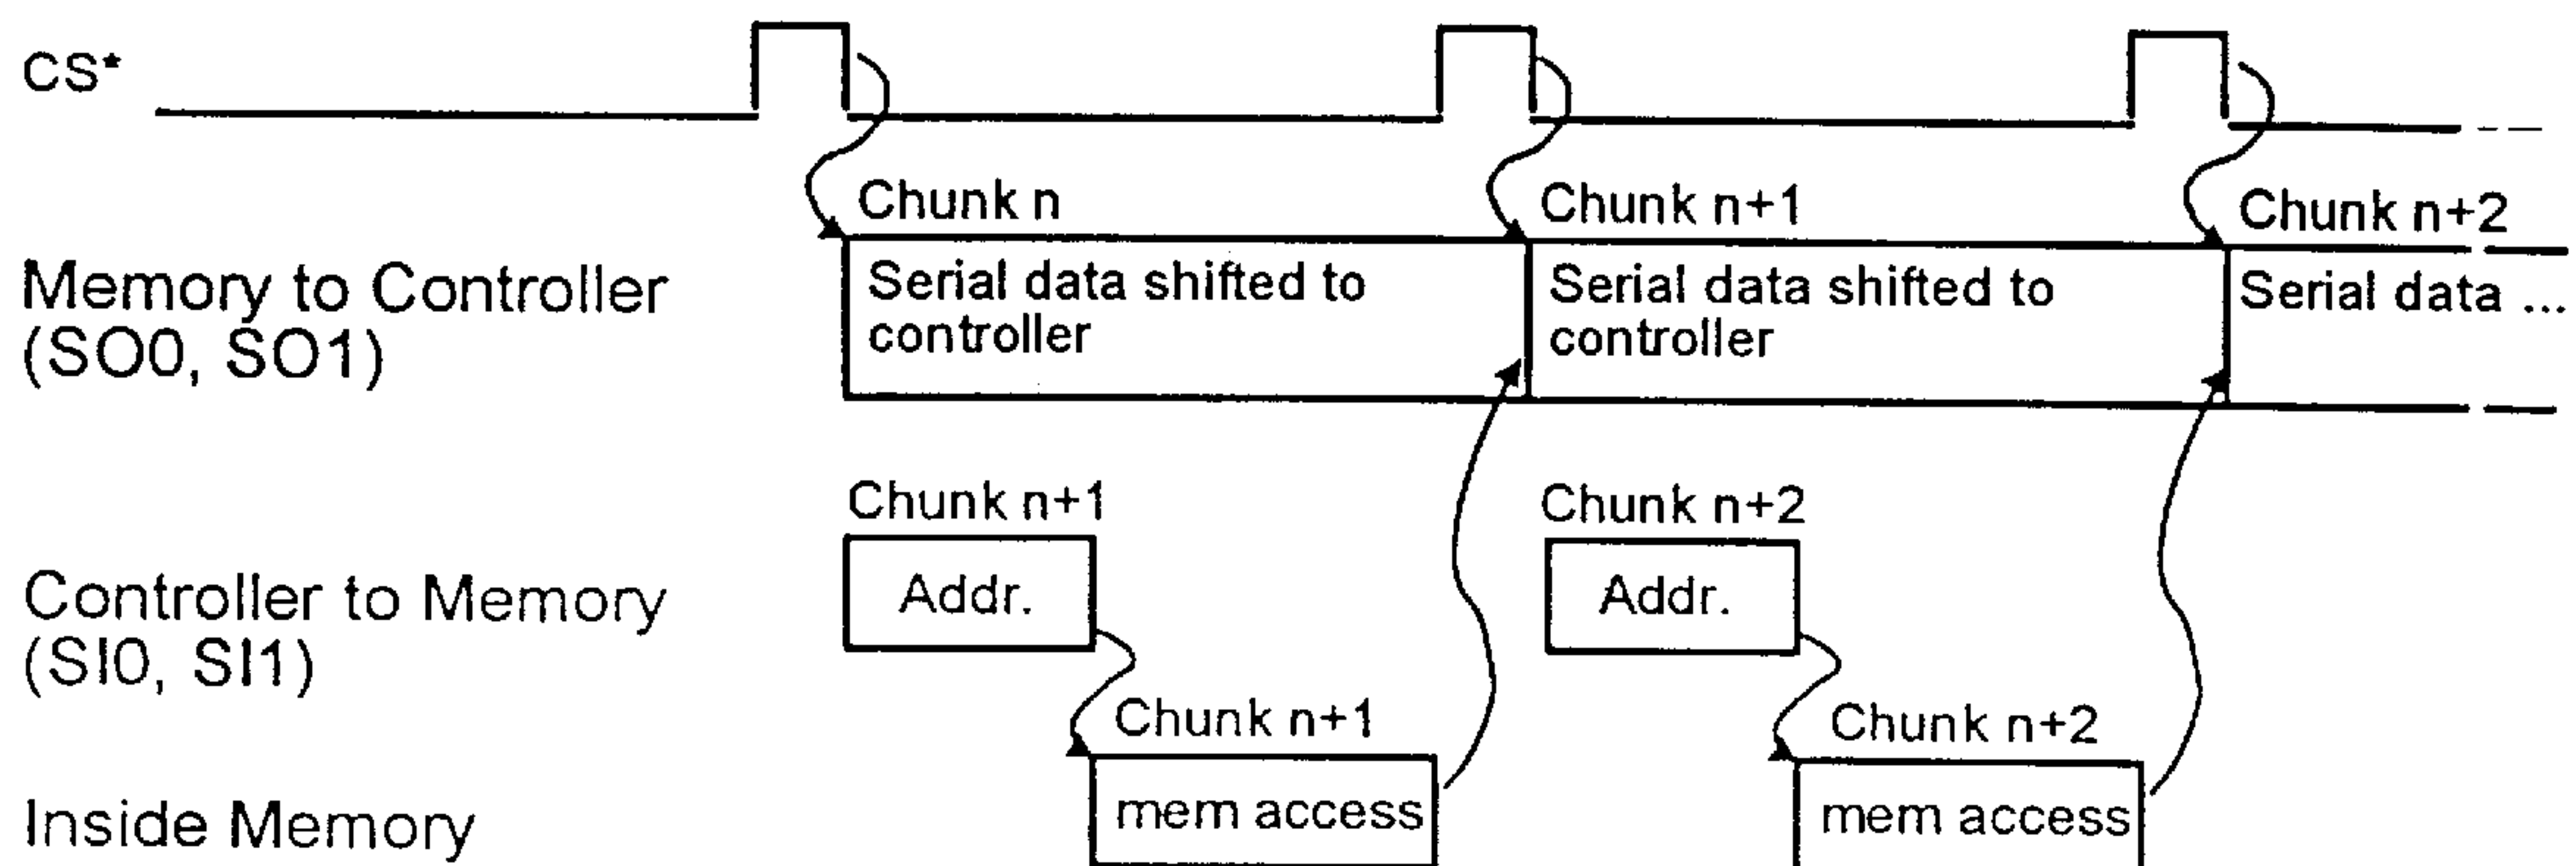 CS*
Chunk n
Chunk n+1
Chunk n+2
Memory to Controller
(SO0, SO1)
Serial data shifted to
controller
Serial data shifted to
controller
Serial data ...
Chunk n+1
Chunk n+2
Controller to Memory
(SI0, SI1)
Addr.
Addr.
Chunk n+1
Chunk n+2
Inside Memory
mem access
mem access